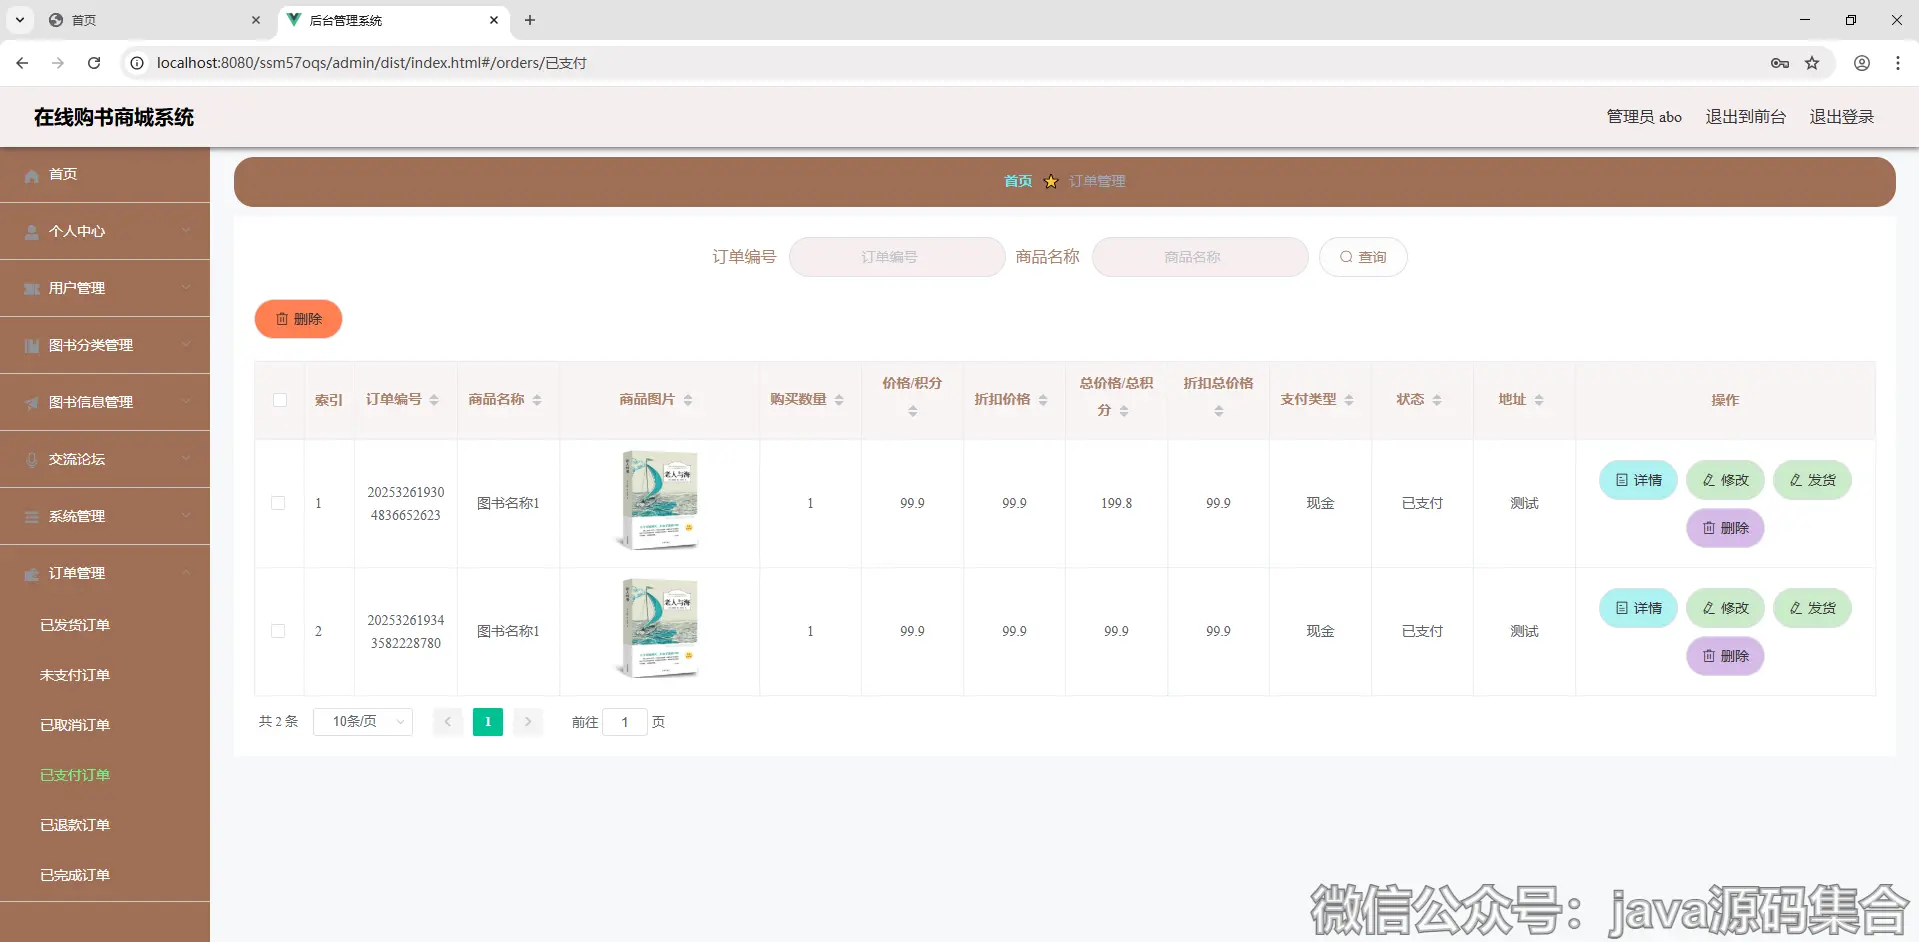 首页
后台管理系统
localhost:8080/ssm57oqs/admin/dist/index.html#/orders/已支付
在线购书商城系统
管理员 abo
退出到前台
退出登录
首页
个人中心
用户管理
图书分类管理
图书信息管理
交流论坛
系统管理
订单管理
已发货订单
未支付订单
已取消订单
已支付订单
已退款订单
已完成订单
首页 订单管理
订单编号 订单编号 商品名称 商品名称 查询
删除
索引 订单编号 商品名称 商品图片 购买数量 价格/积分 折扣价格 总价格/总积分 折扣总价格 支付类型 状态 地址 操作
1 20253261930
4836652623 图书名称1 老人与海 1 99.9 99.9 199.8 99.9 现金 已支付 测试 详情 修改 发货
删除
2 20253261934
3582228780 图书名称1 老人与海 1 99.9 99.9 99.9 99.9 现金 已支付 测试 详情 修改 发货
删除
共 2 条 10条/页 1 前往 1 页
微信公众号：java源码集合